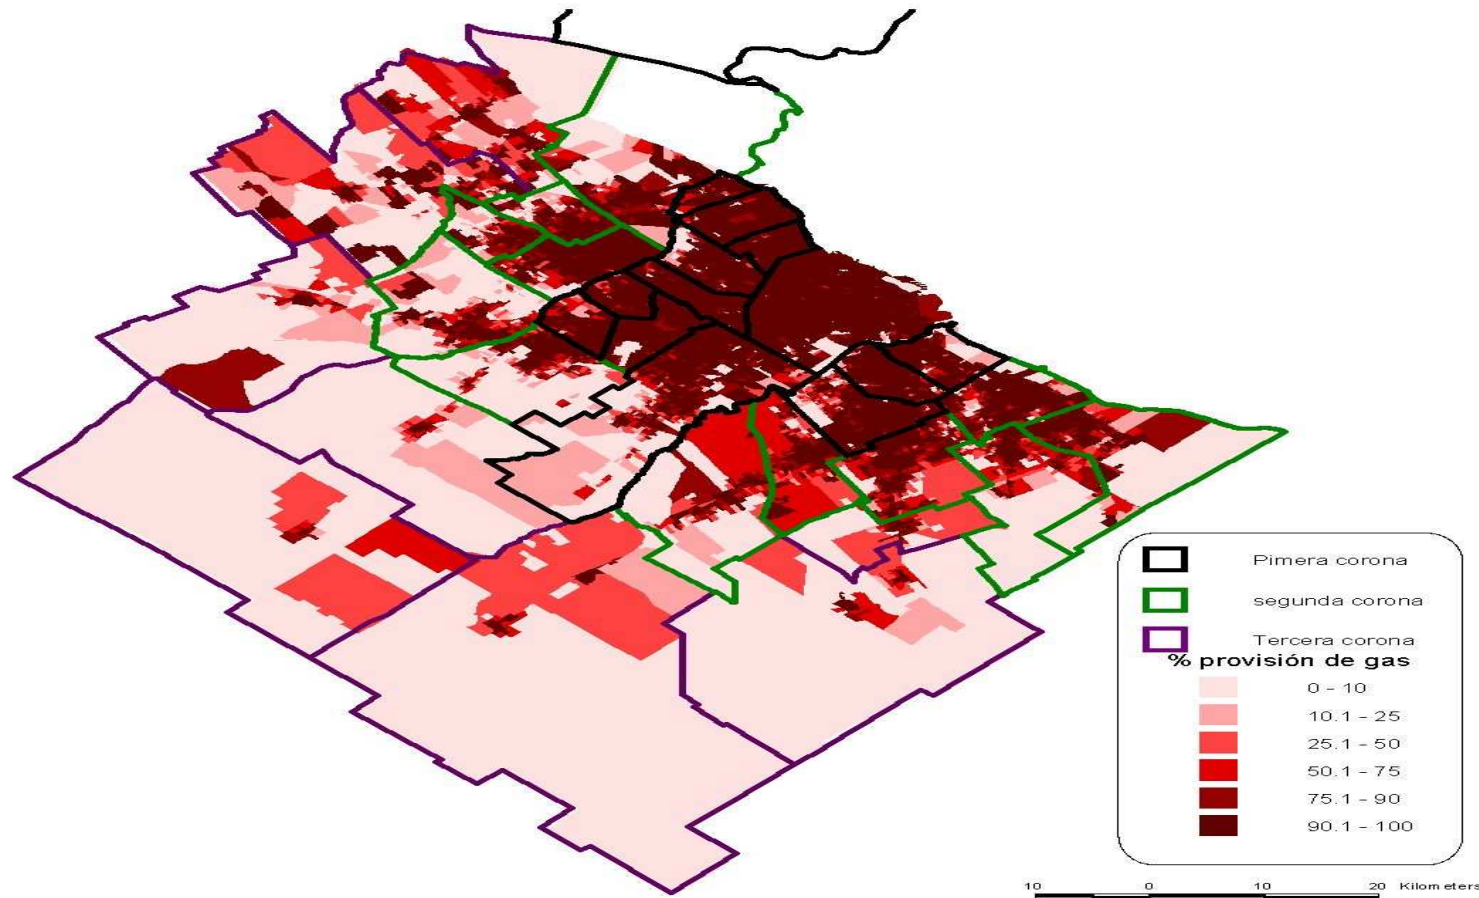 Pimera corona
segunda corona
Tercera corona
% provisión de gas
0 - 10
10.1 - 25
25.1 - 50
50.1 - 75
75.1 - 90
90.1 - 100
10 0 10 20 Kilometers